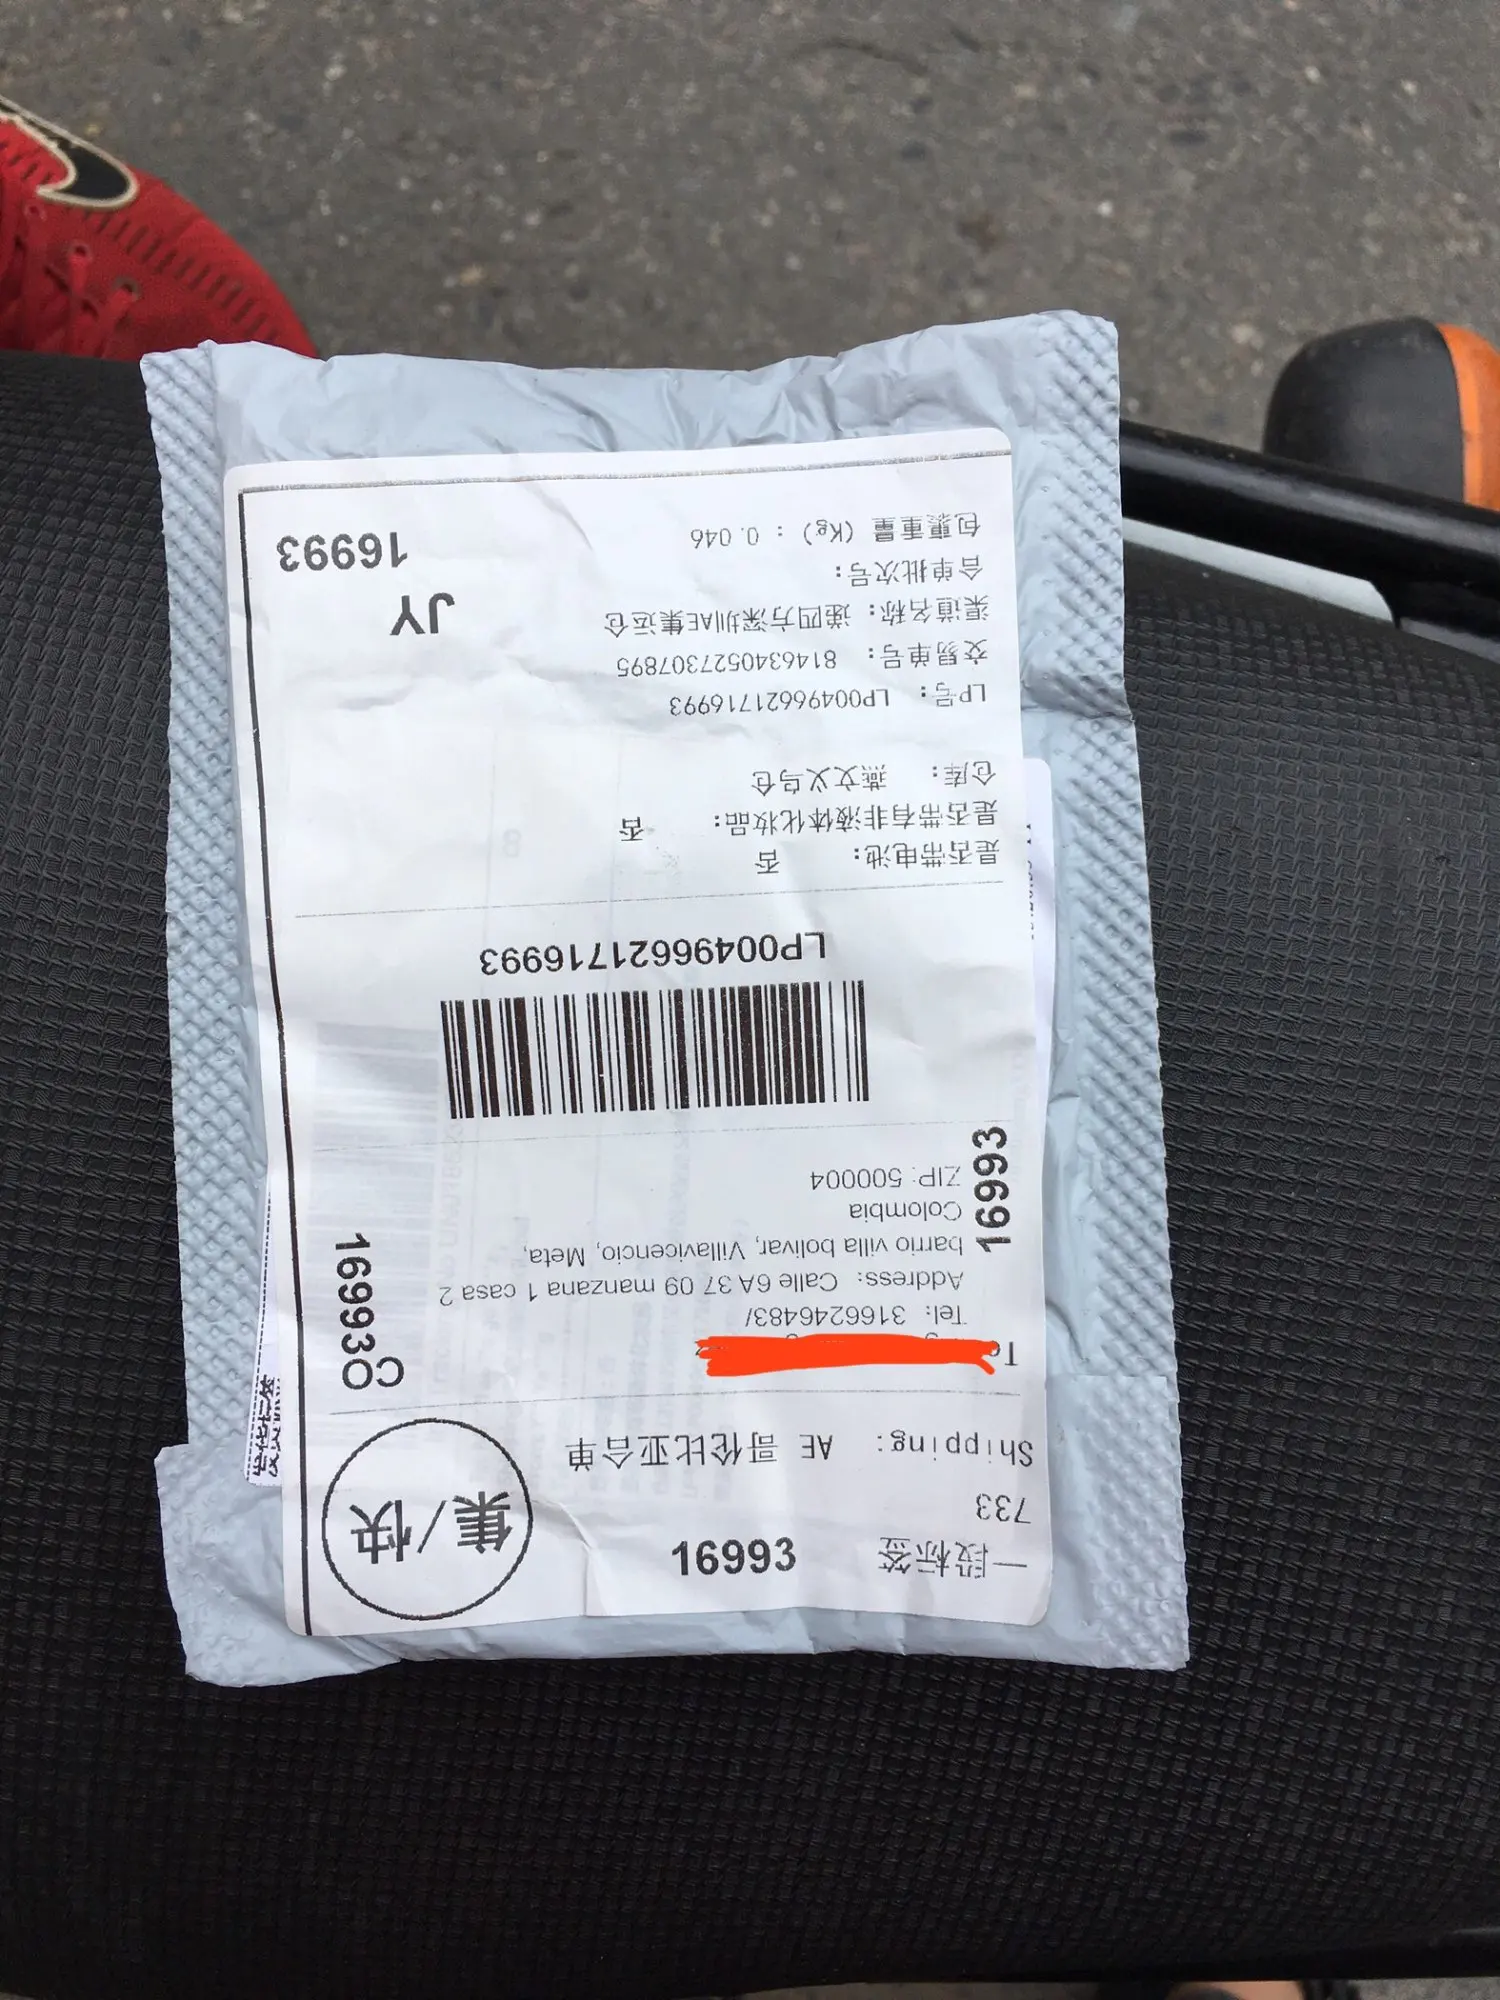 一段标签 16993
733
集/快
Shipping: AE 哥伦比亚合单
CO
16993
Tel: 3166246483/
Address: Calle 6A 37 09 manzana 1 casa 2
barrio villa bolivar, Villavicencio, Meta,
Colombia
ZIP: 500004
16993
LP00496621716993
是否带电池: 否
是否带有非液体化妆品: 否
仓库: 燕文义乌仓
LP号: LP00496621716993
交易单号: 8146340527307895
渠道名称: 递四方深圳AE集运仓
JY
合单批次号:
包裹重量 (Kg) : 0.046
16993